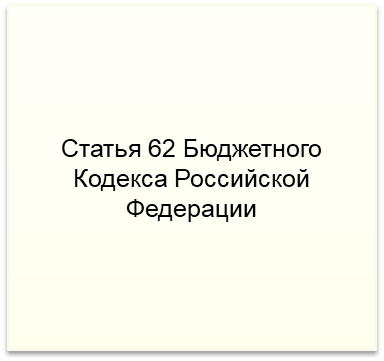 Статья 62 Бюджетного
Кодекса Российской
Федерации